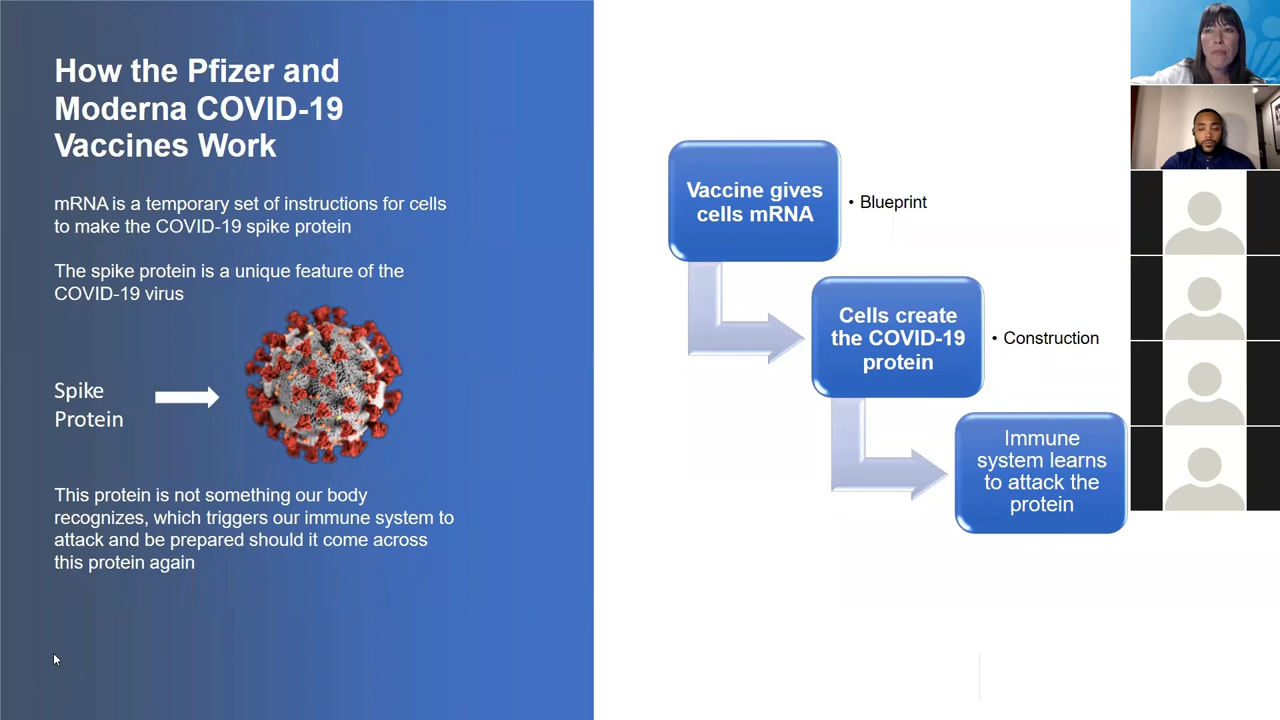 How the Pfizer and
Moderna COVID-19
Vaccines Work
mRNA is a temporary set of instructions for cells
to make the COVID-19 spike protein
The spike protein is a unique feature of the
COVID-19 virus
Spike
Protein
This protein is not something our body
recognizes, which triggers our immune system to
attack and be prepared should it come across
this protein again
Vaccine gives
cells mRNA
• Blueprint
Cells create
the COVID-19
protein
• Construction
Immune
system learns
to attack the
protein